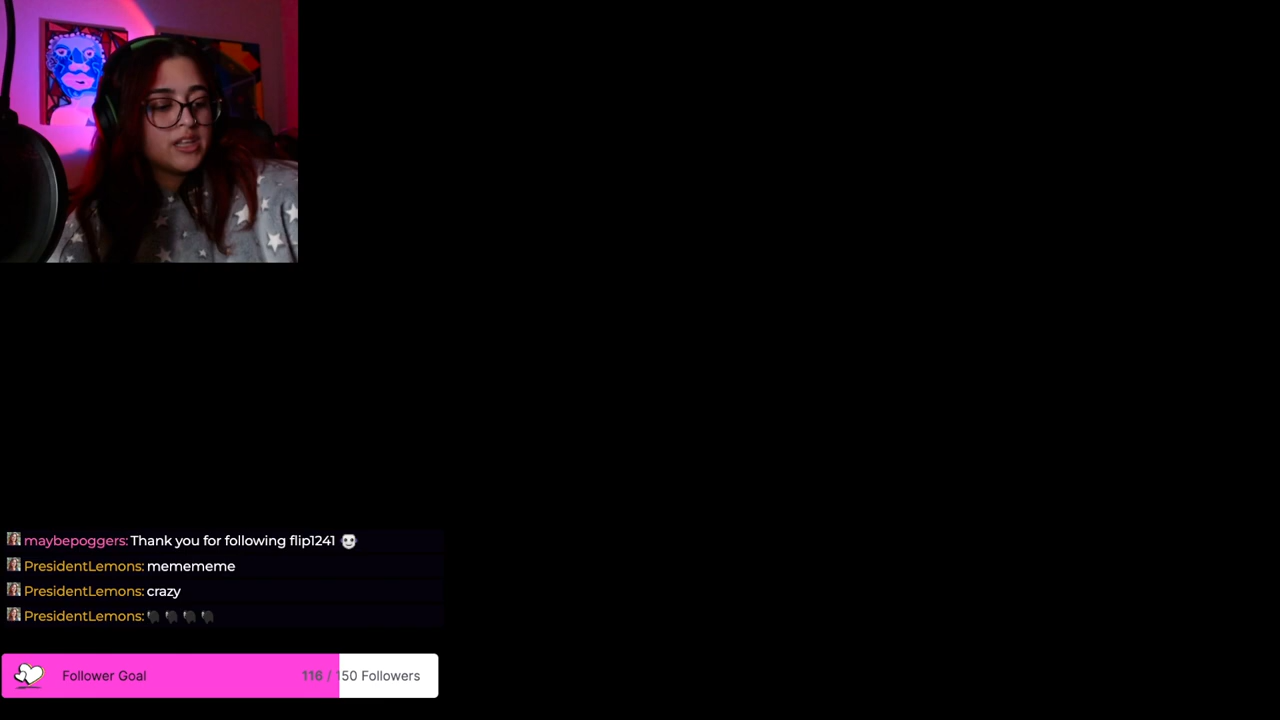 maybepoggers: Thank you for following flip1241
PresidentLemons: memememe
PresidentLemons: crazy
PresidentLemons:
Follower Goal 116 / 150 Followers